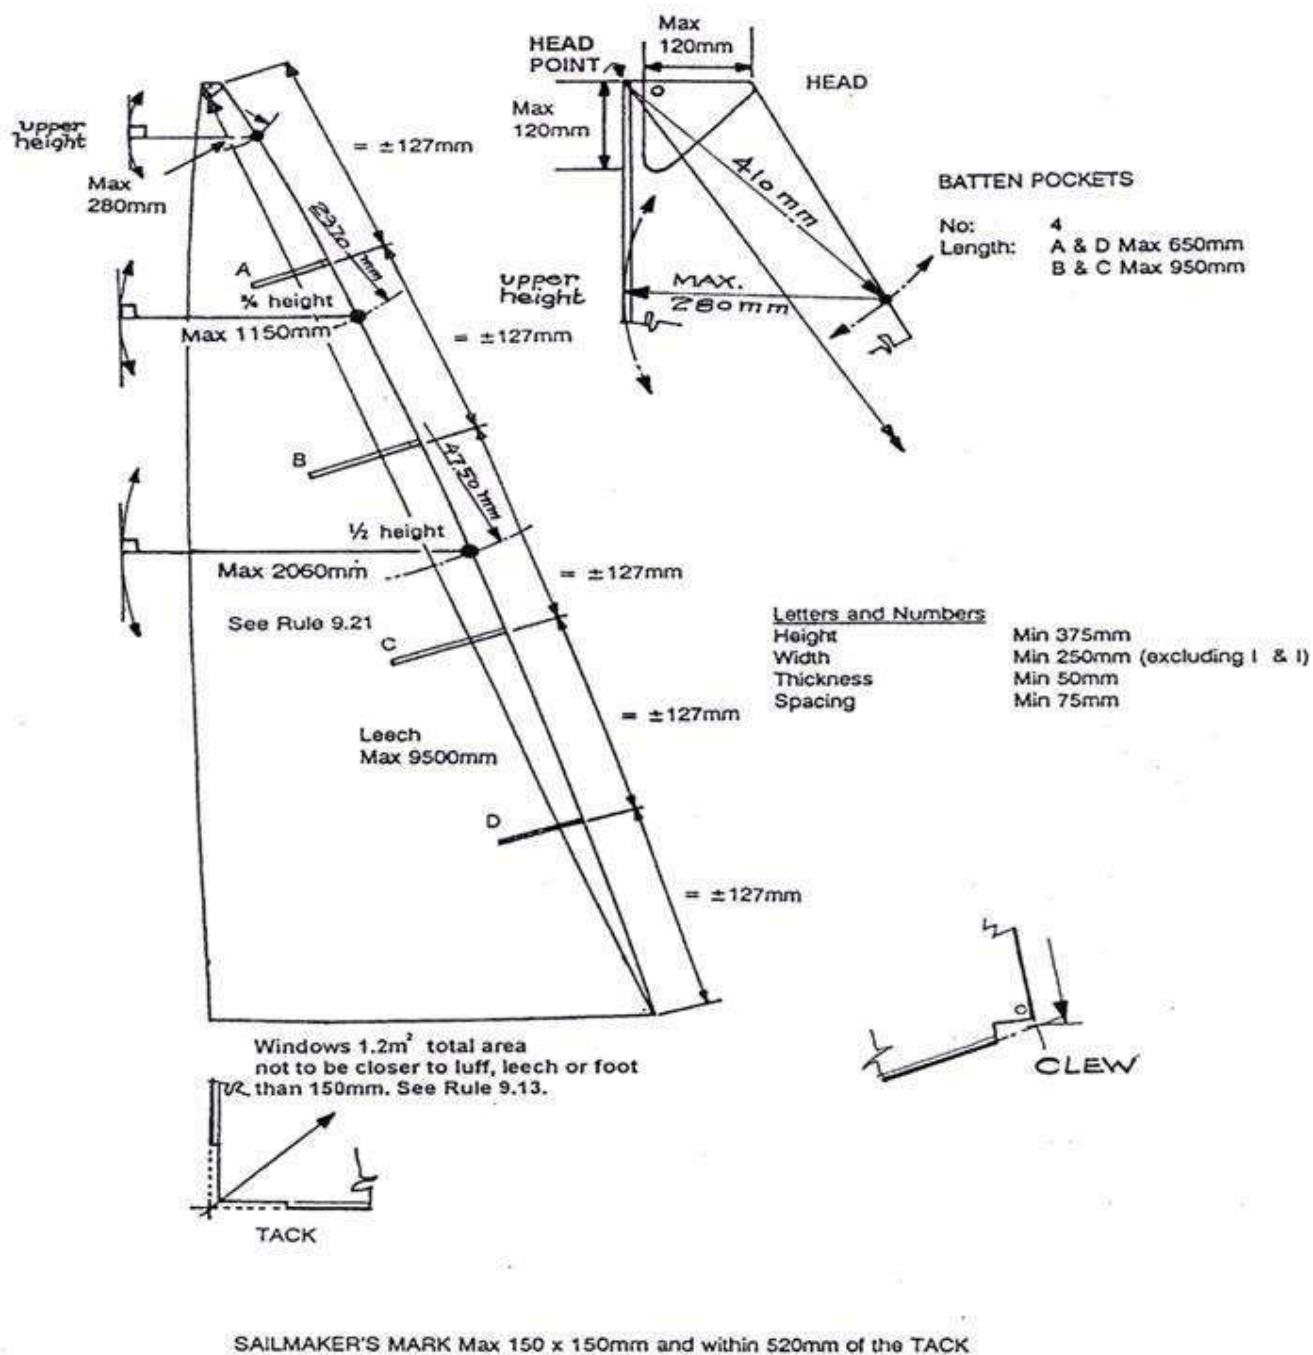 Max
120mm
HEAD
POINT
HEAD
Max
120mm
upper
height
= ±127mm
Max
280mm
410mm
BATTEN POCKETS
No: 4
Length: A & D Max 650mm
B & C Max 950mm
2370 mm
A
¾ height
Max 1150mm
upper
height
MAX.
280mm
= ±127mm
B
4750 mm
½ height
Max 2060mm
= ±127mm
See Rule 9.21
C
Letters and Numbers
Height Min 375mm
Width Min 250mm (excluding I & I)
Thickness Min 50mm
Spacing Min 75mm
= ±127mm
Leech
Max 9500mm
D
= ±127mm
Windows 1.2m² total area
not to be closer to luff, leech or foot
than 150mm. See Rule 9.13.
CLEW
TACK
SAILMAKER'S MARK Max 150 x 150mm and within 520mm of the TACK